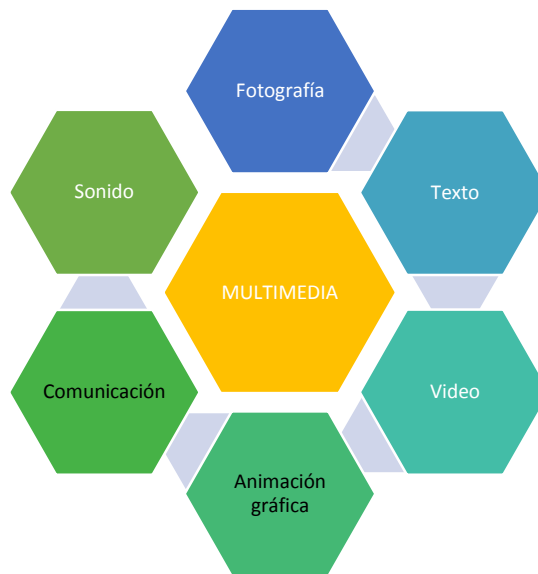 Fotografía
Sonido
Texto
MULTIMEDIA
Comunicación
Video
Animación
gráfica